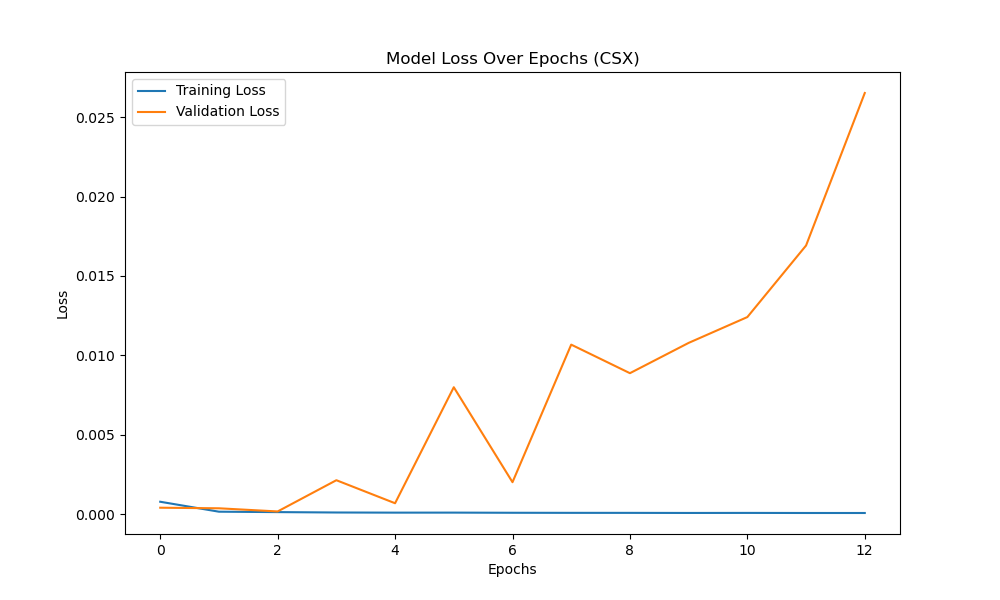 Model Loss Over Epochs (CSX)
Training Loss
Validation Loss
0.025
0.020
0.015
0.010
0.005
0.000
Loss
0 2 4 6 8 10 12
Epochs